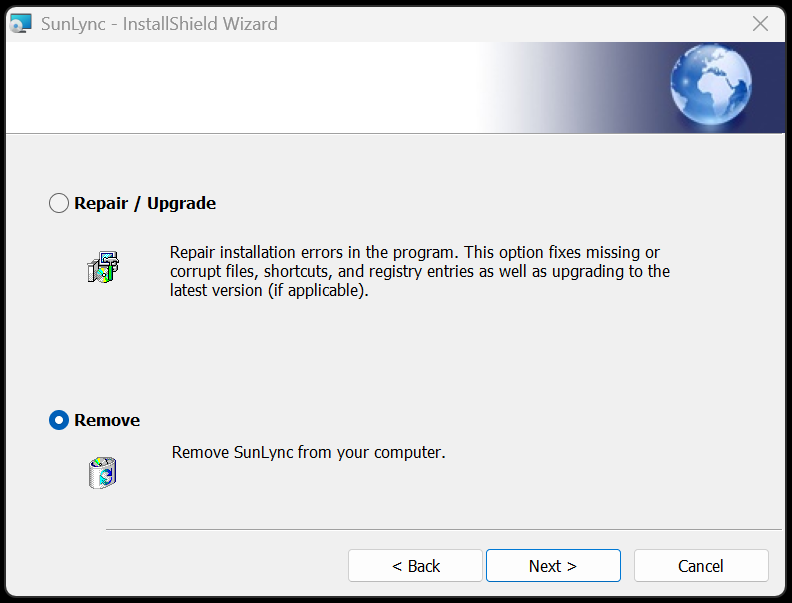 SunLync - InstallShield Wizard
Repair / Upgrade
Repair installation errors in the program. This option fixes missing or
corrupt files, shortcuts, and registry entries as well as upgrading to the
latest version (if applicable).
Remove
Remove SunLync from your computer.
< Back
Next >
Cancel